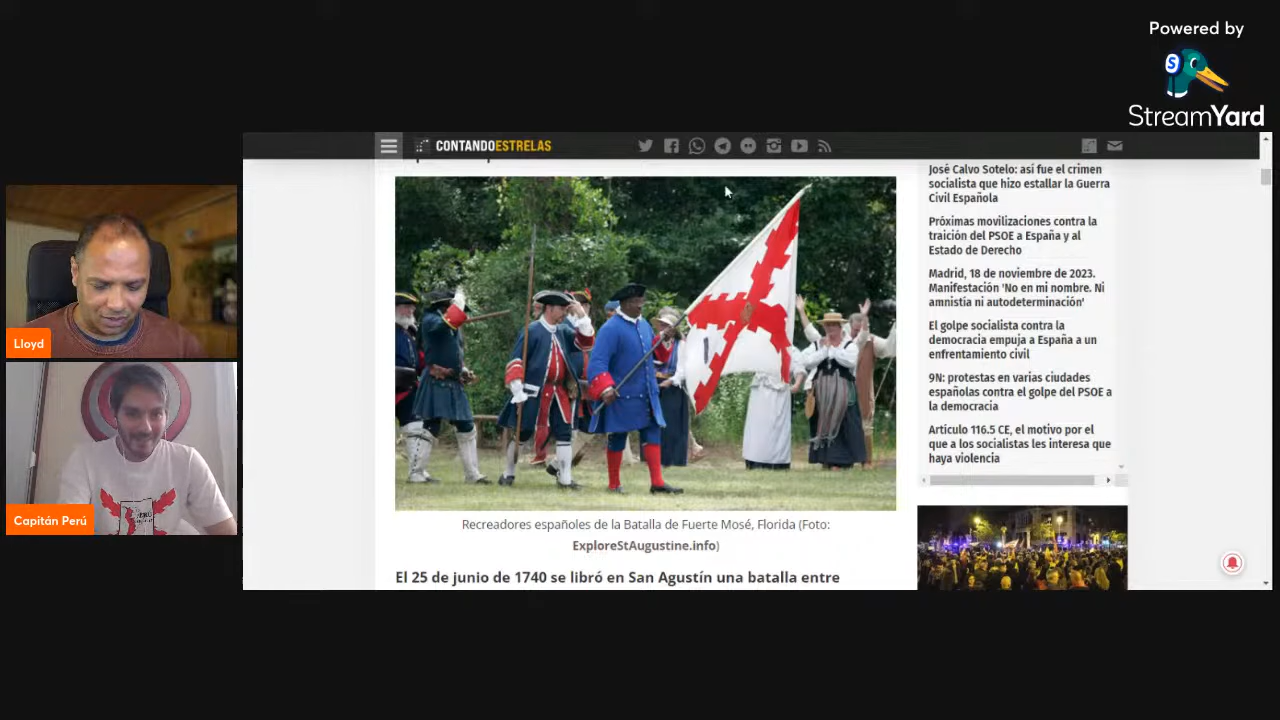 Powered by
S
StreamYard
CONTANDOESTRELAS
José Calvo Sotelo: así fue el crimen
socialista que hizo estallar la Guerra
Civil Española
Próximas movilizaciones contra la
traición del PSOE a España y al
Estado de Derecho
Madrid, 18 de noviembre de 2023.
Manifestación 'No en mi nombre. Ni
amnistía ni autodeterminación'
El golpe socialista contra la
democracia empuja a España a un
enfrentamiento civil
9N: protestas en varias ciudades
españolas contra el golpe del PSOE a
la democracia
Artículo 116.5 CE, el motivo por el
que a los socialistas les interesa que
haya violencia
Lloyd
Capitán Perú
Recreadores españoles de la Batalla de Fuerte Mosé, Florida (Foto:
ExploreStAugustine.info)
El 25 de junio de 1740 se libró en San Agustín una batalla entre